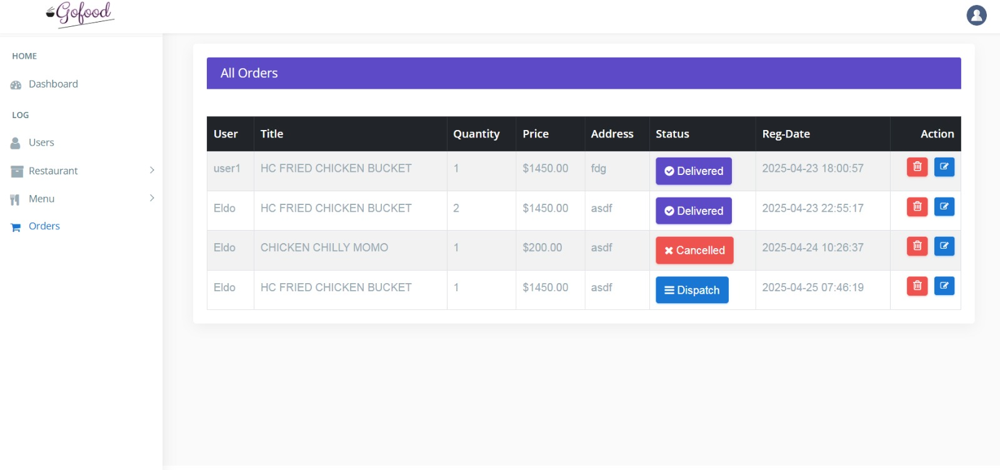 Gofood
HOME
Dashboard
LOG
Users
Restaurant
Menu
Orders
All Orders
User Title Quantity Price Address Status Reg-Date Action
user1 HC FRIED CHICKEN BUCKET 1 $1450.00 fdg Delivered 2025-04-23 18:00:57
Eldo HC FRIED CHICKEN BUCKET 2 $1450.00 asdf Delivered 2025-04-23 22:55:17
Eldo CHICKEN CHILLY MOMO 1 $200.00 asdf Cancelled 2025-04-24 10:26:37
Eldo HC FRIED CHICKEN BUCKET 1 $1450.00 asdf Dispatch 2025-04-25 07:46:19